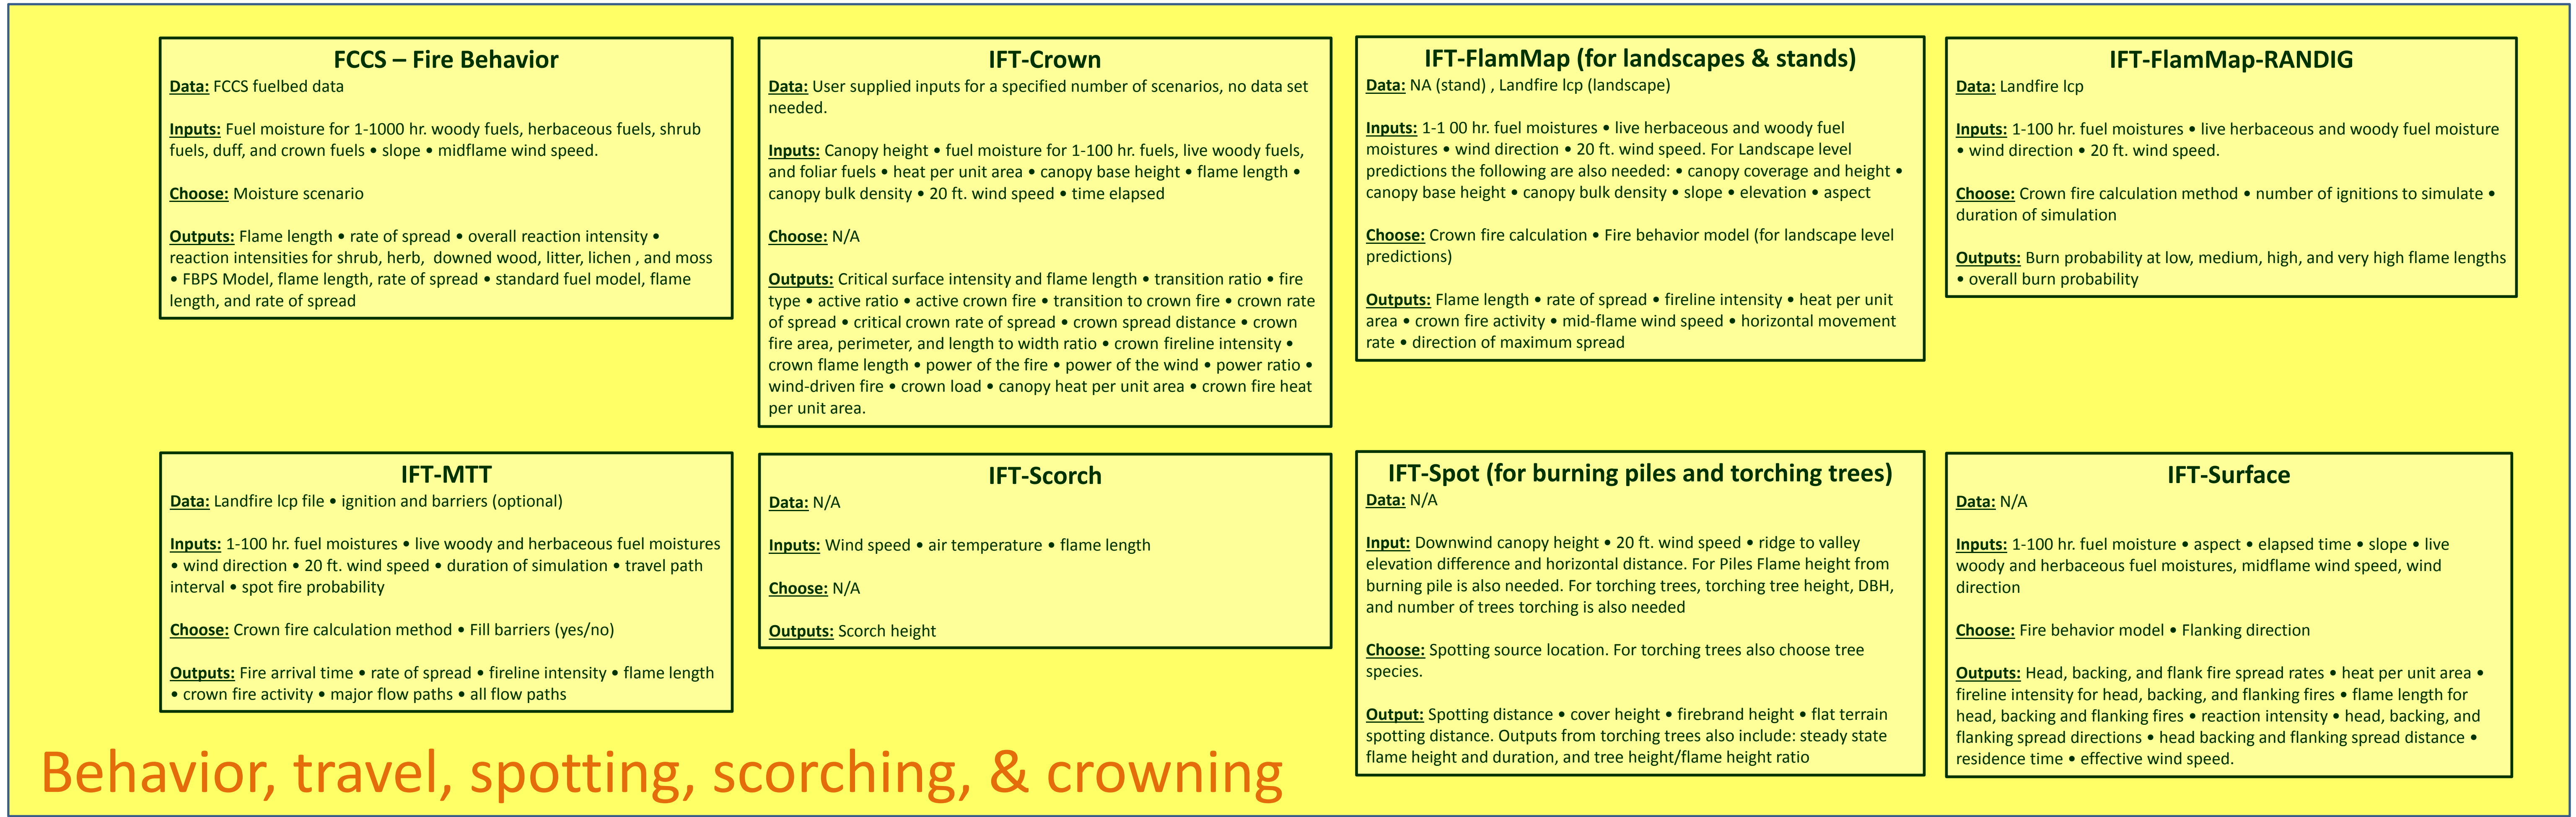 FCCS – Fire Behavior
Data: FCCS fuelbed data
Inputs: Fuel moisture for 1-1000 hr. woody fuels, herbaceous fuels, shrub
fuels, duff, and crown fuels • slope • midflame wind speed.
Choose: Moisture scenario
Outputs: Flame length • rate of spread • overall reaction intensity •
reaction intensities for shrub, herb,  downed wood, litter, lichen , and moss
• FBPS Model, flame length, rate of spread • standard fuel model, flame
length, and rate of spread
IFT-Crown
Data: User supplied inputs for a specified number of scenarios, no data set
needed.
Inputs: Canopy height • fuel moisture for 1-100 hr. fuels, live woody fuels,
and foliar fuels • heat per unit area • canopy base height • flame length •
canopy bulk density • 20 ft. wind speed • time elapsed
Choose: N/A
Outputs: Critical surface intensity and flame length • transition ratio • fire
type • active ratio • active crown fire • transition to crown fire • crown rate
of spread • critical crown rate of spread • crown spread distance • crown
fire area, perimeter, and length to width ratio • crown fireline intensity •
crown flame length • power of the fire • power of the wind • power ratio •
wind-driven fire • crown load • canopy heat per unit area • crown fire heat
per unit area.
IFT-FlamMap (for landscapes & stands)
Data: NA (stand) , Landfire lcp (landscape)
Inputs: 1-1 00 hr. fuel moistures • live herbaceous and woody fuel
moistures • wind direction • 20 ft. wind speed. For Landscape level
predictions the following are also needed: • canopy coverage and height •
canopy base height • canopy bulk density • slope • elevation • aspect
Choose: Crown fire calculation • Fire behavior model (for landscape level
predictions)
Outputs: Flame length • rate of spread • fireline intensity • heat per unit
area • crown fire activity • mid-flame wind speed • horizontal movement
rate • direction of maximum spread
IFT-FlamMap-RANDIG
Data: Landfire lcp
Inputs: 1-100 hr. fuel moistures • live herbaceous and woody fuel moisture
• wind direction • 20 ft. wind speed.
Choose: Crown fire calculation method • number of ignitions to simulate •
duration of simulation
Outputs: Burn probability at low, medium, high, and very high flame lengths
• overall burn probability
IFT-MTT
Data: Landfire lcp file • ignition and barriers (optional)
Inputs: 1-100 hr. fuel moistures • live woody and herbaceous fuel moistures
• wind direction • 20 ft. wind speed • duration of simulation • travel path
interval • spot fire probability
Choose: Crown fire calculation method • Fill barriers (yes/no)
Outputs: Fire arrival time • rate of spread • fireline intensity • flame length
• crown fire activity • major flow paths • all flow paths
IFT-Scorch
Data: N/A
Inputs: Wind speed • air temperature • flame length
Choose: N/A
Outputs: Scorch height
IFT-Spot (for burning piles and torching trees)
Data: N/A
Input: Downwind canopy height • 20 ft. wind speed • ridge to valley
elevation difference and horizontal distance. For Piles Flame height from
burning pile is also needed. For torching trees, torching tree height, DBH,
and number of trees torching is also needed
Choose: Spotting source location. For torching trees also choose tree
species.
Output: Spotting distance • cover height • firebrand height • flat terrain
spotting distance. Outputs from torching trees also include: steady state
flame height and duration, and tree height/flame height ratio
IFT-Surface
Data: N/A
Inputs: 1-100 hr. fuel moisture • aspect • elapsed time • slope • live
woody and herbaceous fuel moistures, midflame wind speed, wind
direction
Choose: Fire behavior model • Flanking direction
Outputs: Head, backing, and flank fire spread rates • heat per unit area •
fireline intensity for head, backing, and flanking fires • flame length for
head, backing and flanking fires • reaction intensity • head, backing, and
flanking spread directions • head backing and flanking spread distance •
residence time • effective wind speed.
Behavior, travel, spotting, scorching, & crowning